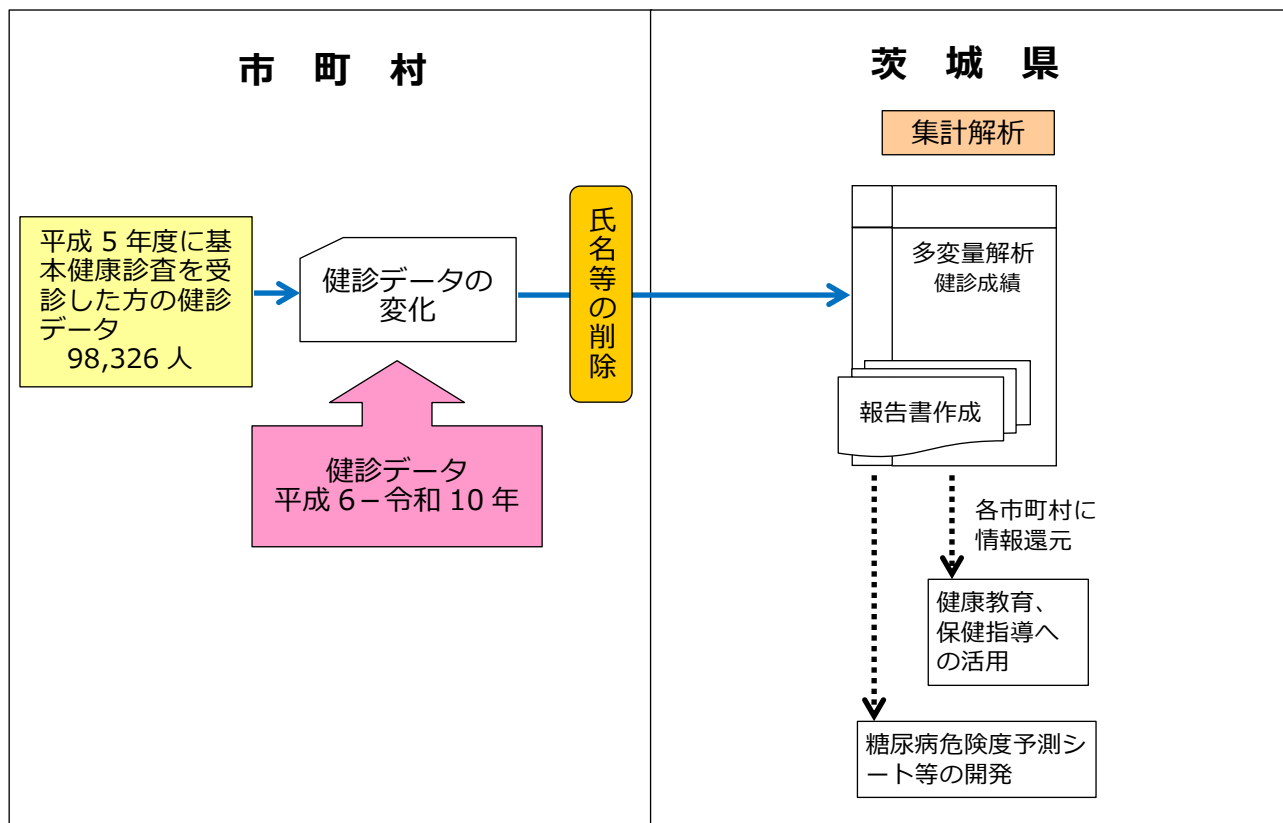 市 町 村
平成 5 年度に基
本健康診査を受
診した方の健診
データ
98,326 人
健診データの
変化
健診データ
平成 6－令和 10 年
氏名等の削除
茨 城 県
集計解析
多変量解析
健診成績
報告書作成
各市町村に
情報還元
健康教育、
保健指導へ
の活用
糖尿病危険度予測シ
ート等の開発